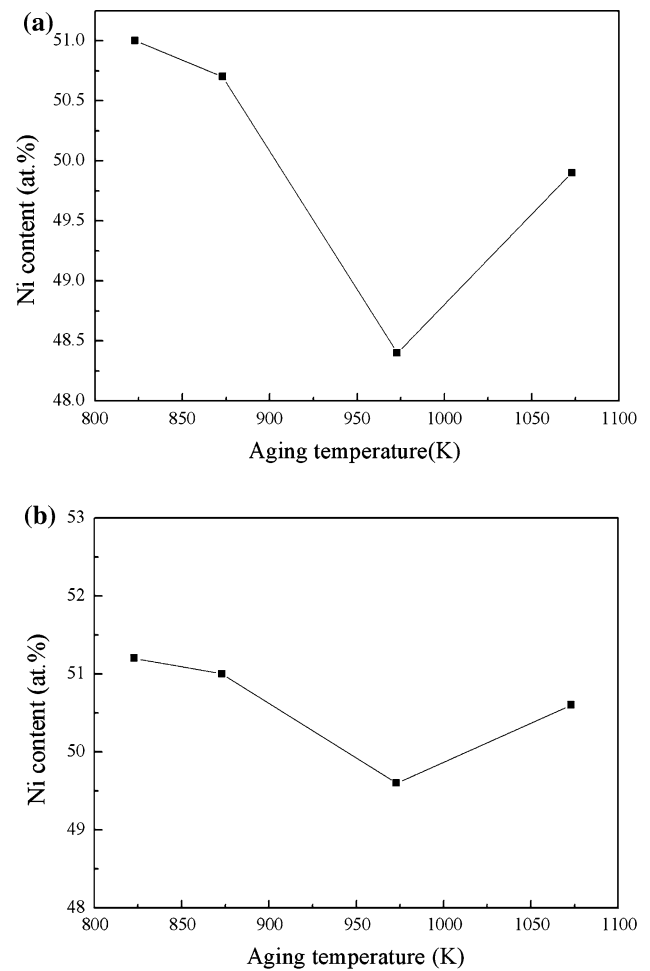 (a)
51.0
50.5
50.0
49.5
49.0
48.5
48.0
Ni content (at.%)
800 850 900 950 1000 1050 1100
Aging temperature(K)
(b)
53
52
51
50
49
48
Ni content (at.%)
800 850 900 950 1000 1050 1100
Aging temperature (K)